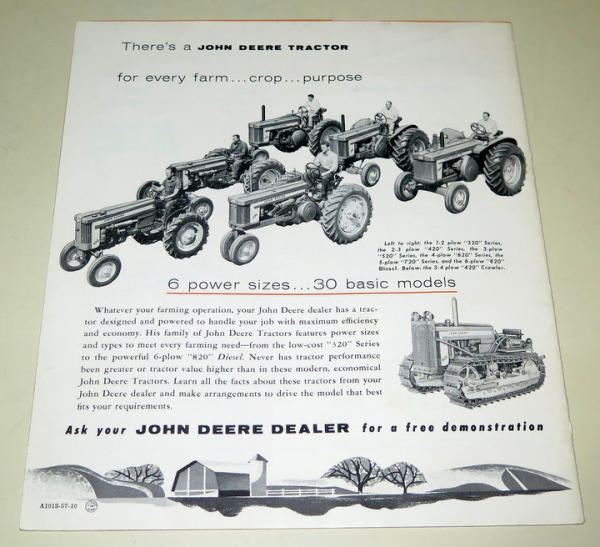 There's a JOHN DEERE TRACTOR
for every farm...crop...purpose
Left to right: the 1-2 plow "320" Series,
the 2-3 plow "420" Series, the 3-plow
"520" Series, the 4-plow "620" Series, the
5-plow "720" Series, and the 6-plow "820"
Diesel. Below: the 3-4 plow "420" Crawler.
6 power sizes...30 basic models
Whatever your farming operation, your John Deere dealer has a trac-
tor designed and powered to handle your job with maximum efficiency
and economy. His family of John Deere Tractors features power sizes
and types to meet every farming need—from the low-cost "320" Series
to the powerful 6-plow "820" Diesel. Never has tractor performance
been greater or tractor value higher than in these modern, economical
John Deere Tractors. Learn all the facts about these tractors from your
John Deere dealer and make arrangements to drive the model that best
fits your requirements.
Ask your JOHN DEERE DEALER for a free demonstration
A1013-57-10